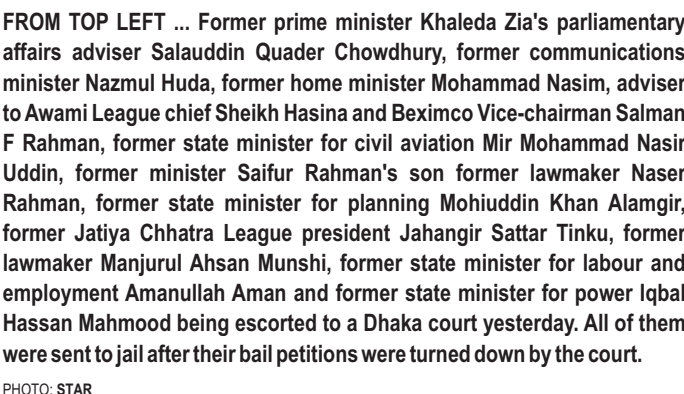 FROM TOP LEFT ... Former prime minister Khaleda Zia's parliamentary
affairs adviser Salauddin Quader Chowdhury, former communications
minister Nazmul Huda, former home minister Mohammad Nasim, adviser
to Awami League chief Sheikh Hasina and Beximco Vice-chairman Salman
F Rahman, former state minister for civil aviation Mir Mohammad Nasir
Uddin, former minister Saifur Rahman's son former lawmaker Naser
Rahman, former state minister for planning Mohiuddin Khan Alamgir,
former Jatiya Chhatra League president Jahangir Sattar Tinku, former
lawmaker Manjurul Ahsan Munshi, former state minister for labour and
employment Amanullah Aman and former state minister for power Iqbal
Hassan Mahmood being escorted to a Dhaka court yesterday. All of them
were sent to jail after their bail petitions were turned down by the court.
PHOTO: STAR